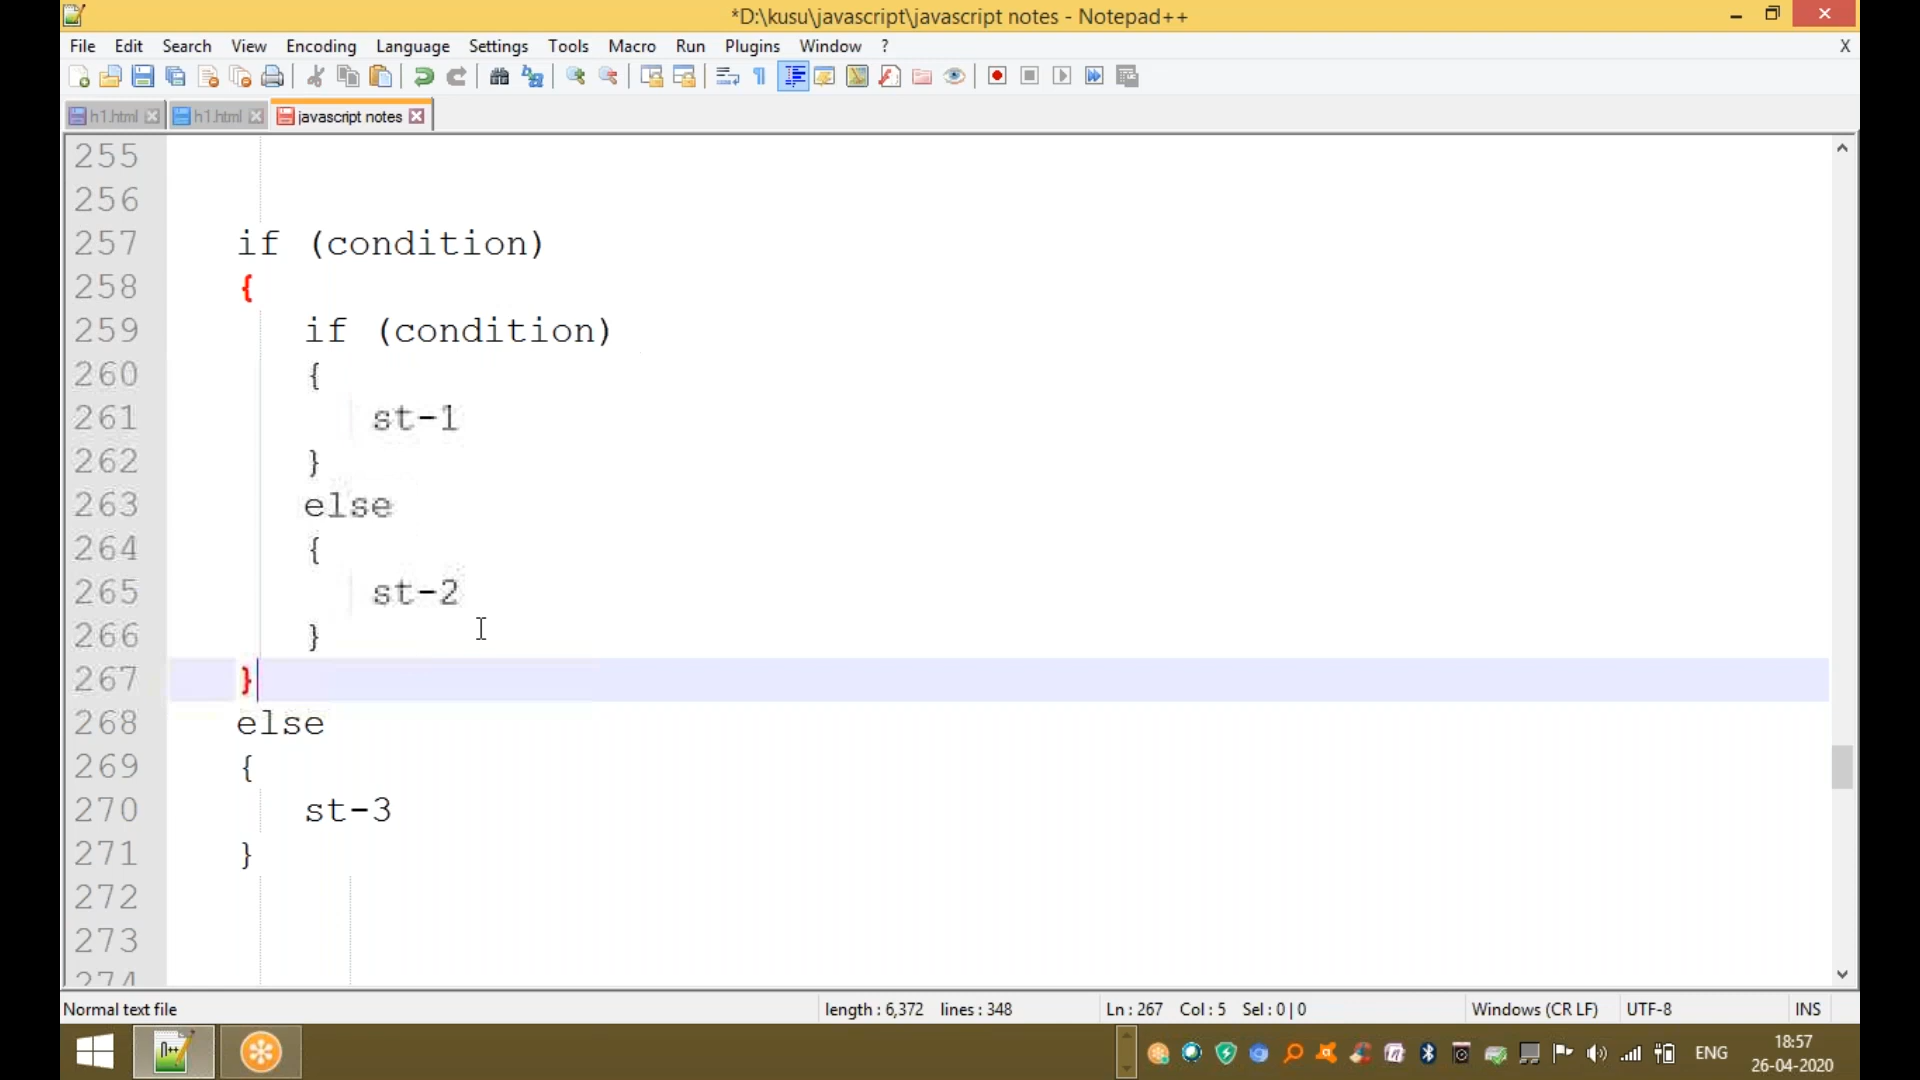 *D:\kusu\javascript\javascript notes - Notepad++
File Edit Search View Encoding Language Settings Tools Macro Run Plugins Window ? X
h1.html h1.html javascript notes
255
256
257 if (condition)
258 {
259 if (condition)
260 {
261 st-1
262 }
263 else
264 {
265 st-2
266 }
267 }
268 else
269 {
270 st-3
271 }
272
273
274
Normal text file length : 6,372 lines : 348 Ln : 267 Col : 5 Sel : 0 | 0 Windows (CR LF) UTF-8 INS
ENG 18:57
26-04-2020